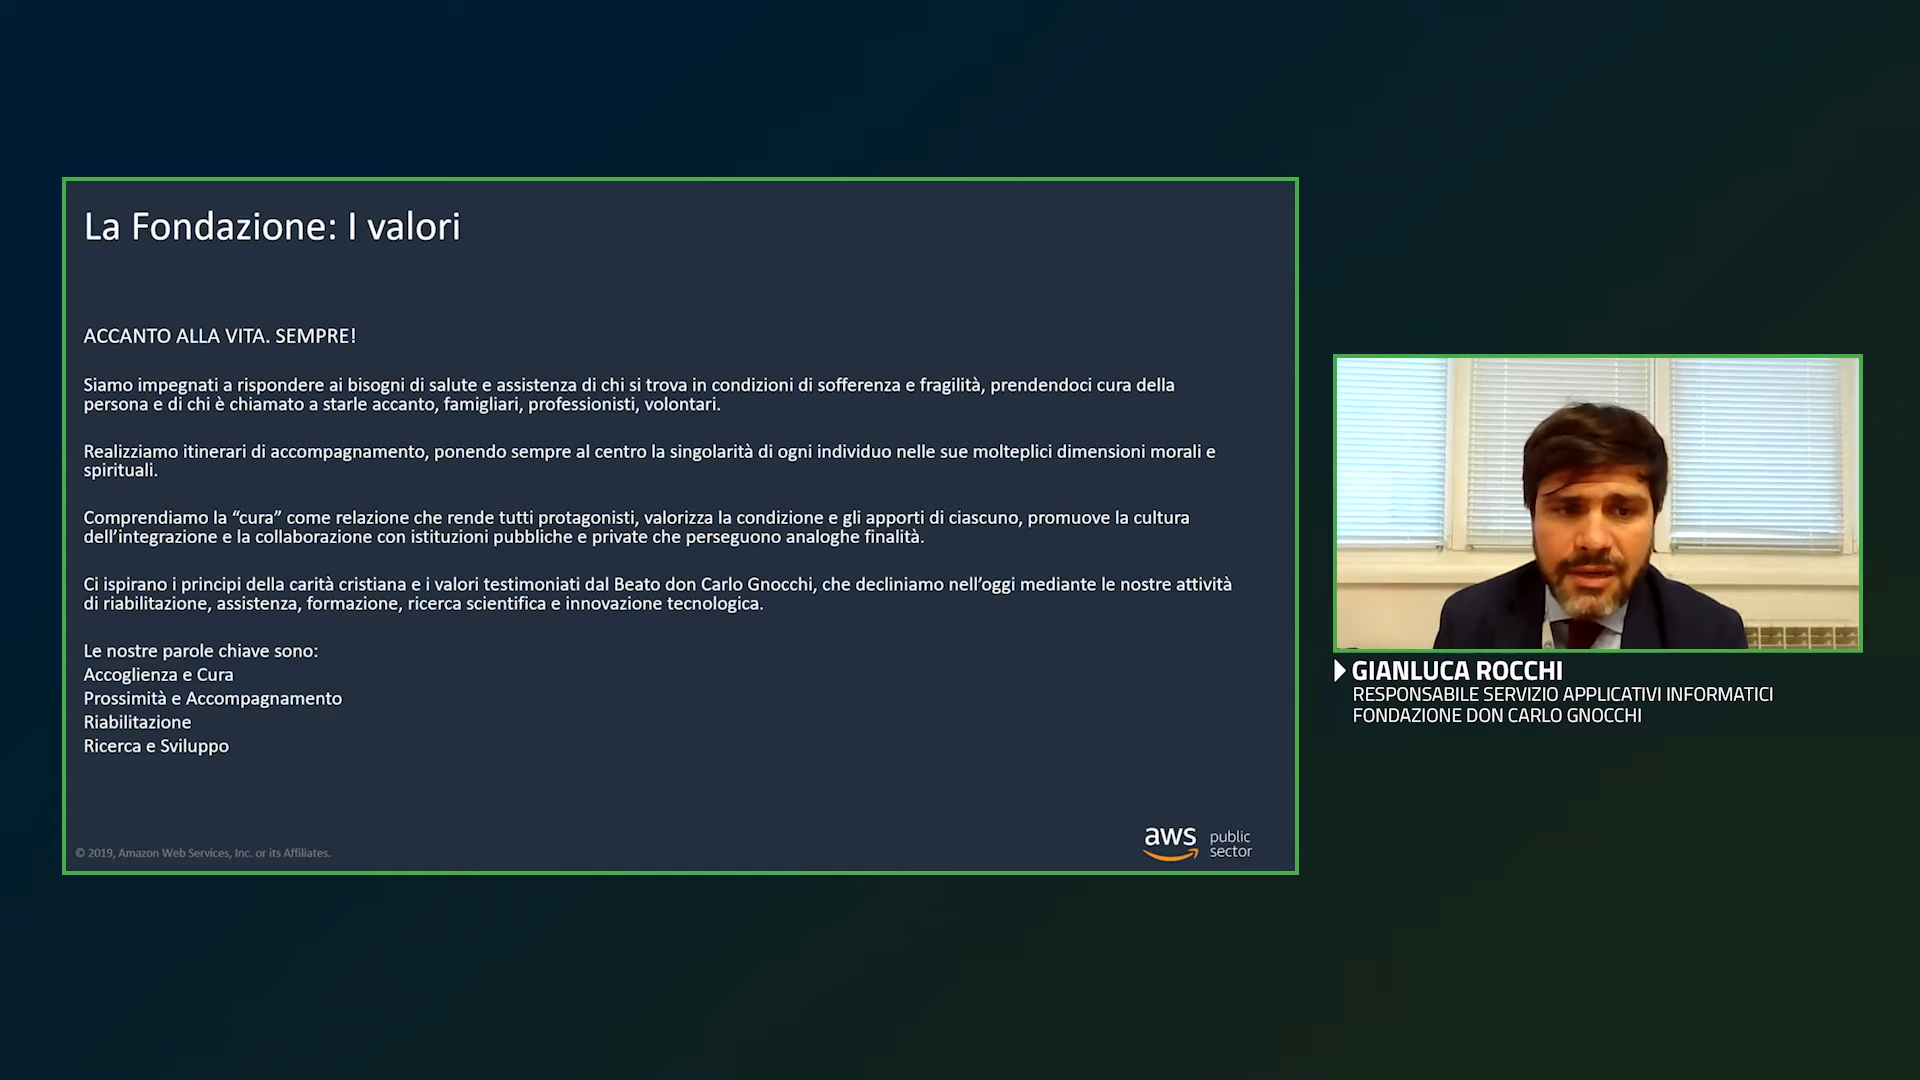 La Fondazione: I valori
ACCANTO ALLA VITA. SEMPRE!
Siamo impegnati a rispondere ai bisogni di salute e assistenza di chi si trova in condizioni di sofferenza e fragilità, prendendoci cura della
persona e di chi è chiamato a starle accanto, famigliari, professionisti, volontari.
Realizziamo itinerari di accompagnamento, ponendo sempre al centro la singolarità di ogni individuo nelle sue molteplici dimensioni morali e
spirituali.
Comprendiamo la “cura” come relazione che rende tutti protagonisti, valorizza la condizione e gli apporti di ciascuno, promuove la cultura
dell’integrazione e la collaborazione con istituzioni pubbliche e private che perseguono analoghe finalità.
Ci ispirano i principi della carità cristiana e i valori testimoniati dal Beato don Carlo Gnocchi, che decliniamo nell’oggi mediante le nostre attività
di riabilitazione, assistenza, formazione, ricerca scientifica e innovazione tecnologica.
Le nostre parole chiave sono:
Accoglienza e Cura
Prossimità e Accompagnamento
Riabilitazione
Ricerca e Sviluppo
© 2019, Amazon Web Services, Inc. or its Affiliates.
aws public
sector
GIANLUCA ROCCHI
RESPONSABILE SERVIZIO APPLICATIVI INFORMATICI
FONDAZIONE DON CARLO GNOCCHI